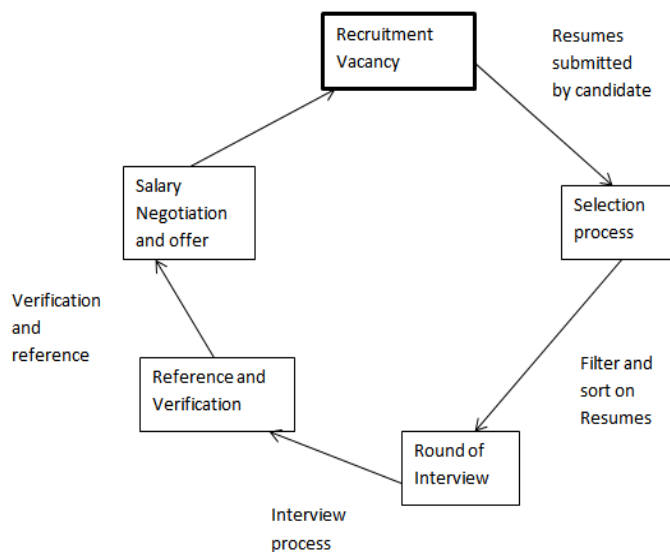 Recruitment
Vacancy
Resumes
submitted
by candidate
Salary
Negotiation
and offer
Selection
process
Verification
and
reference
Reference and
Verification
Filter and
sort on
Resumes
Round of
Interview
Interview
process